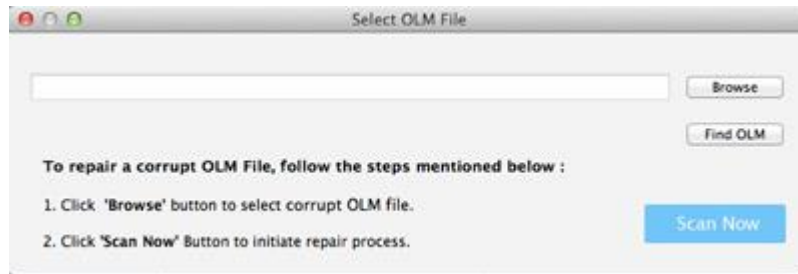 Select OLM File
Browse
Find OLM
To repair a corrupt OLM File, follow the steps mentioned below :
1. Click 'Browse' button to select corrupt OLM file.
Scan Now
2. Click 'Scan Now' Button to initiate repair process.